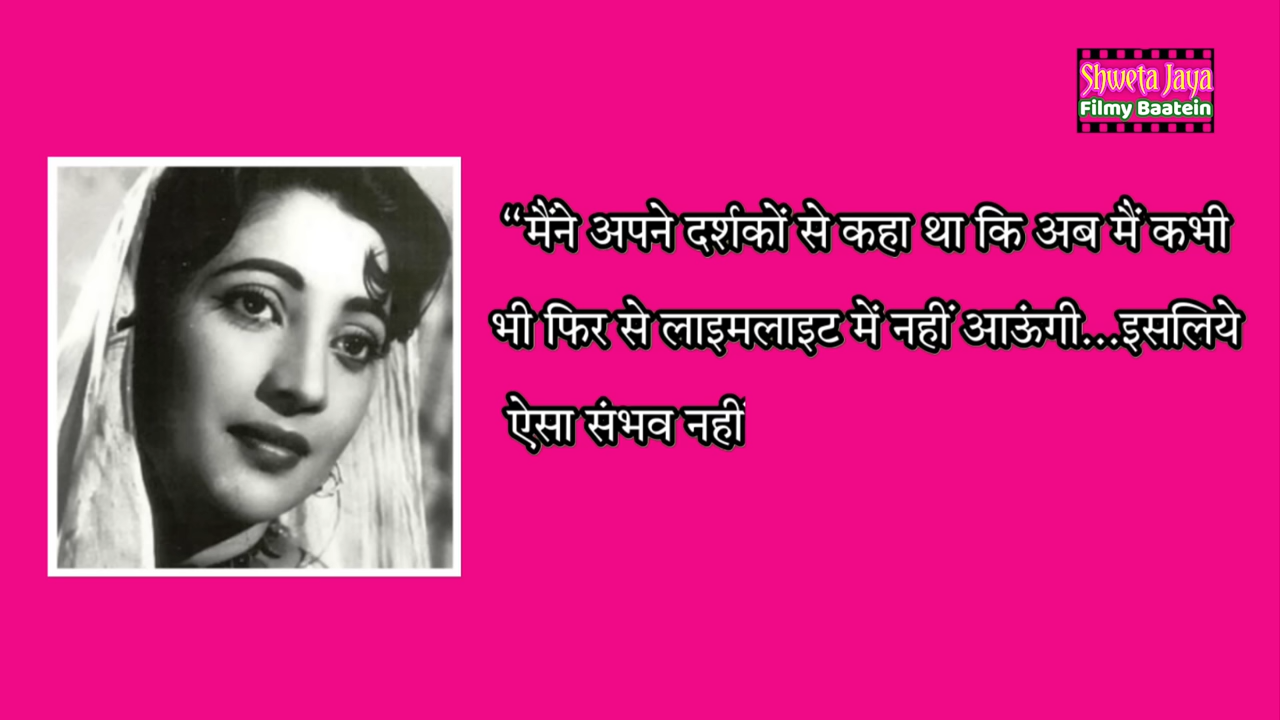 Shweta Jaya
Filmy Baatein
“मैंने अपने दर्शकों से कहा था कि अब मैं कभी
भी फिर से लाइमलाइट में नहीं आऊंगी...इसलिये
ऐसा संभव नहीं